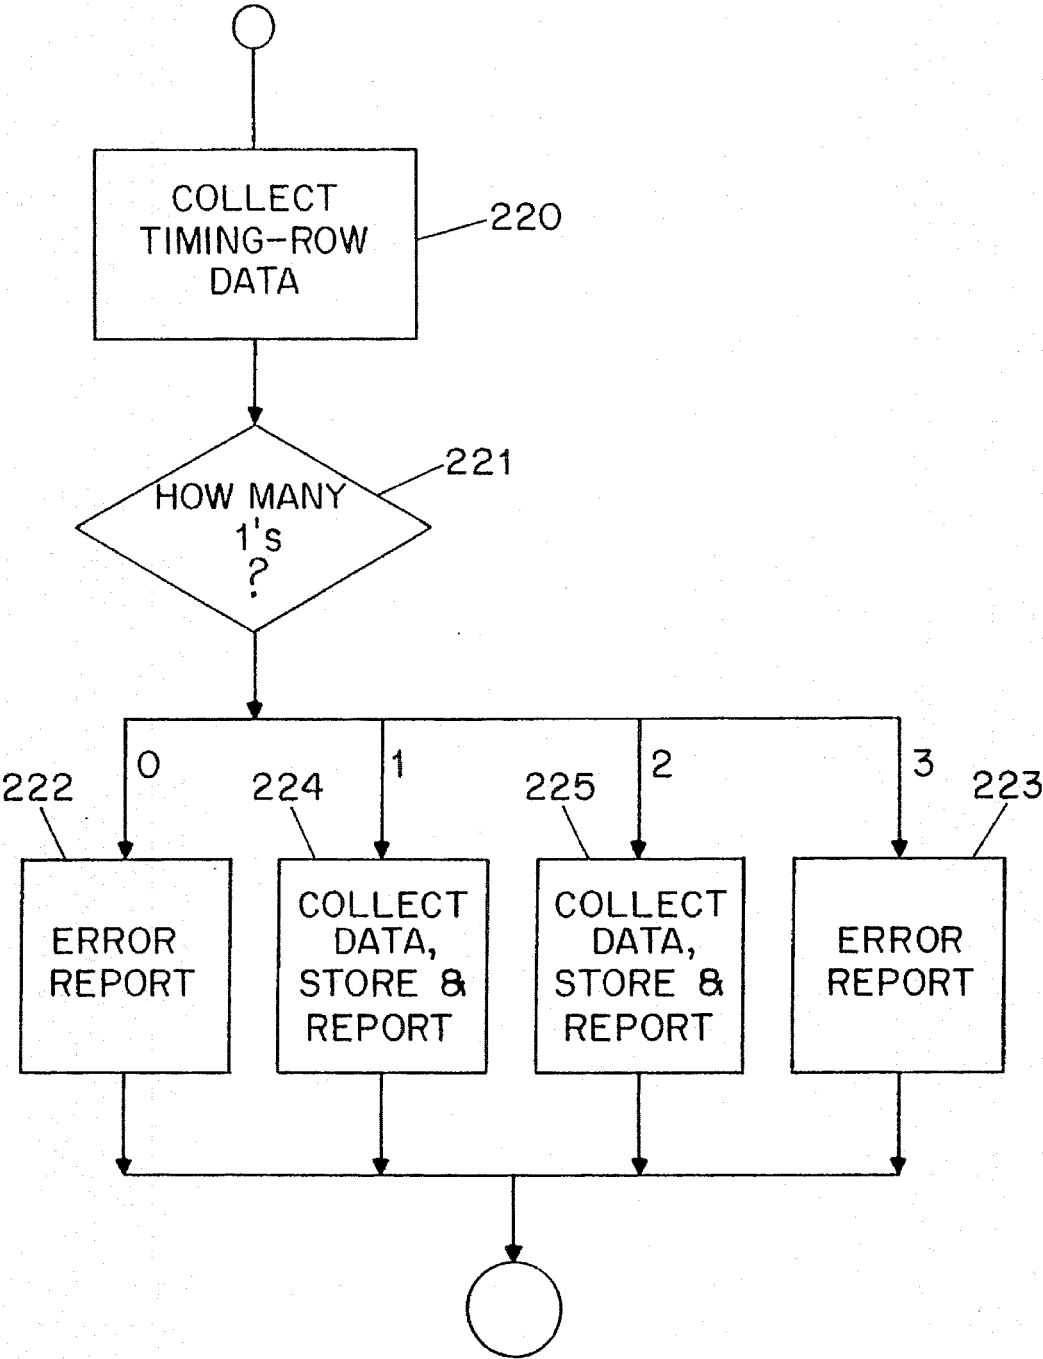 COLLECT
TIMING-ROW
DATA
220
HOW MANY
1's
?
221
0
1
2
3
222
224
225
223
ERROR
REPORT
COLLECT
DATA,
STORE &
REPORT
COLLECT
DATA,
STORE &
REPORT
ERROR
REPORT